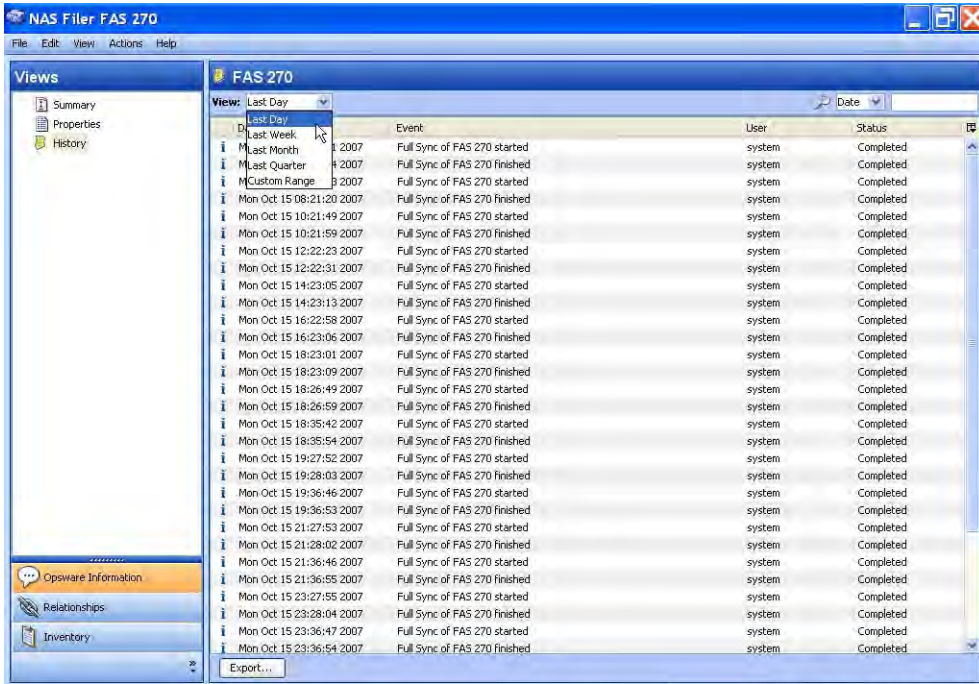 NAS Filer FAS 270
File Edit View Actions Help
Views
Summary
Properties
History
Opsware Information
Relationships
Inventory
FAS 270
View: Last Day
Date
Last Day
Last Week
Last Month
Last Quarter
Custom Range
Event User Status
2007 Full Sync of FAS 270 started system Completed
2007 Full Sync of FAS 270 finished system Completed
2007 Full Sync of FAS 270 started system Completed
Mon Oct 15 08:21:20 2007 Full Sync of FAS 270 finished system Completed
Mon Oct 15 10:21:49 2007 Full Sync of FAS 270 started system Completed
Mon Oct 15 10:21:59 2007 Full Sync of FAS 270 finished system Completed
Mon Oct 15 12:22:23 2007 Full Sync of FAS 270 started system Completed
Mon Oct 15 12:22:31 2007 Full Sync of FAS 270 finished system Completed
Mon Oct 15 14:23:05 2007 Full Sync of FAS 270 started system Completed
Mon Oct 15 14:23:13 2007 Full Sync of FAS 270 finished system Completed
Mon Oct 15 16:22:58 2007 Full Sync of FAS 270 started system Completed
Mon Oct 15 16:23:06 2007 Full Sync of FAS 270 finished system Completed
Mon Oct 15 18:23:01 2007 Full Sync of FAS 270 started system Completed
Mon Oct 15 18:23:09 2007 Full Sync of FAS 270 finished system Completed
Mon Oct 15 18:26:49 2007 Full Sync of FAS 270 started system Completed
Mon Oct 15 18:26:59 2007 Full Sync of FAS 270 finished system Completed
Mon Oct 15 18:35:42 2007 Full Sync of FAS 270 started system Completed
Mon Oct 15 18:35:54 2007 Full Sync of FAS 270 finished system Completed
Mon Oct 15 19:27:52 2007 Full Sync of FAS 270 started system Completed
Mon Oct 15 19:28:03 2007 Full Sync of FAS 270 finished system Completed
Mon Oct 15 19:36:46 2007 Full Sync of FAS 270 started system Completed
Mon Oct 15 19:36:53 2007 Full Sync of FAS 270 finished system Completed
Mon Oct 15 21:27:53 2007 Full Sync of FAS 270 started system Completed
Mon Oct 15 21:28:02 2007 Full Sync of FAS 270 finished system Completed
Mon Oct 15 21:36:46 2007 Full Sync of FAS 270 started system Completed
Mon Oct 15 21:36:55 2007 Full Sync of FAS 270 finished system Completed
Mon Oct 15 23:27:55 2007 Full Sync of FAS 270 started system Completed
Mon Oct 15 23:28:04 2007 Full Sync of FAS 270 finished system Completed
Mon Oct 15 23:36:47 2007 Full Sync of FAS 270 started system Completed
Mon Oct 15 23:36:54 2007 Full Sync of FAS 270 finished system Completed
Export...